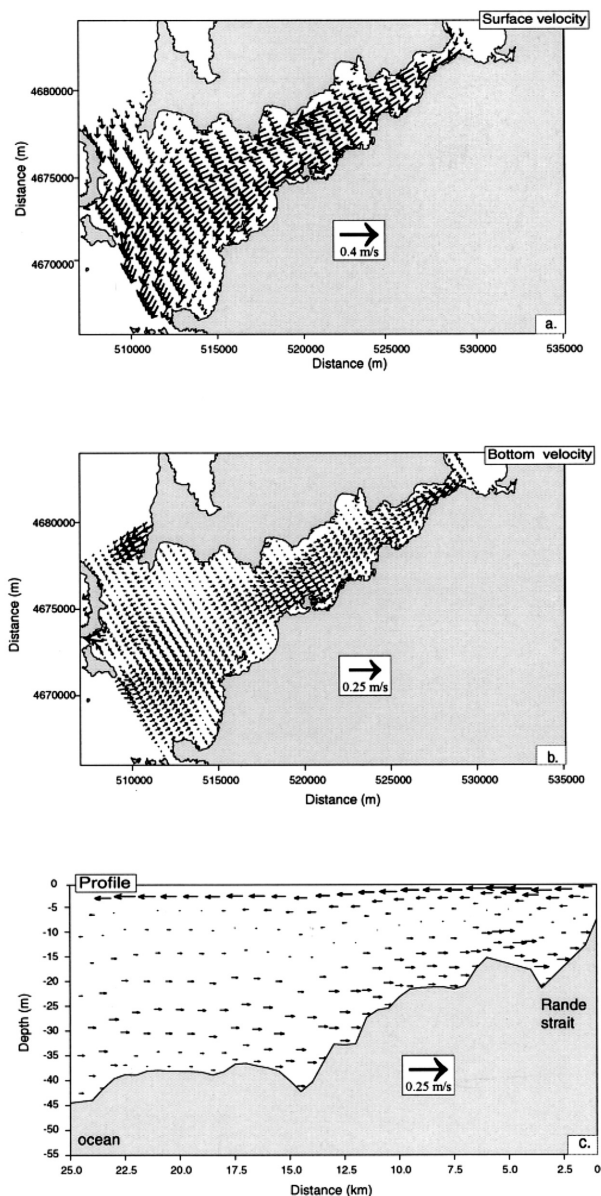 Surface velocity
Distance (m)
4680000
4675000
4670000
0.4 m/s
a.
510000 515000 520000 525000 530000 535000
Distance (m)
Bottom velocity
Distance (m)
4680000
4675000
4670000
0.25 m/s
b.
510000 515000 520000 525000 530000 535000
Distance (m)
Profile
Depth (m)
0
-5
-10
-15
-20
-25
-30
-35
-40
-45
-50
-55
Rande
strait
0.25 m/s
ocean
c.
25.0 22.5 20.0 17.5 15.0 12.5 10.0 7.5 5.0 2.5 0
Distance (km)